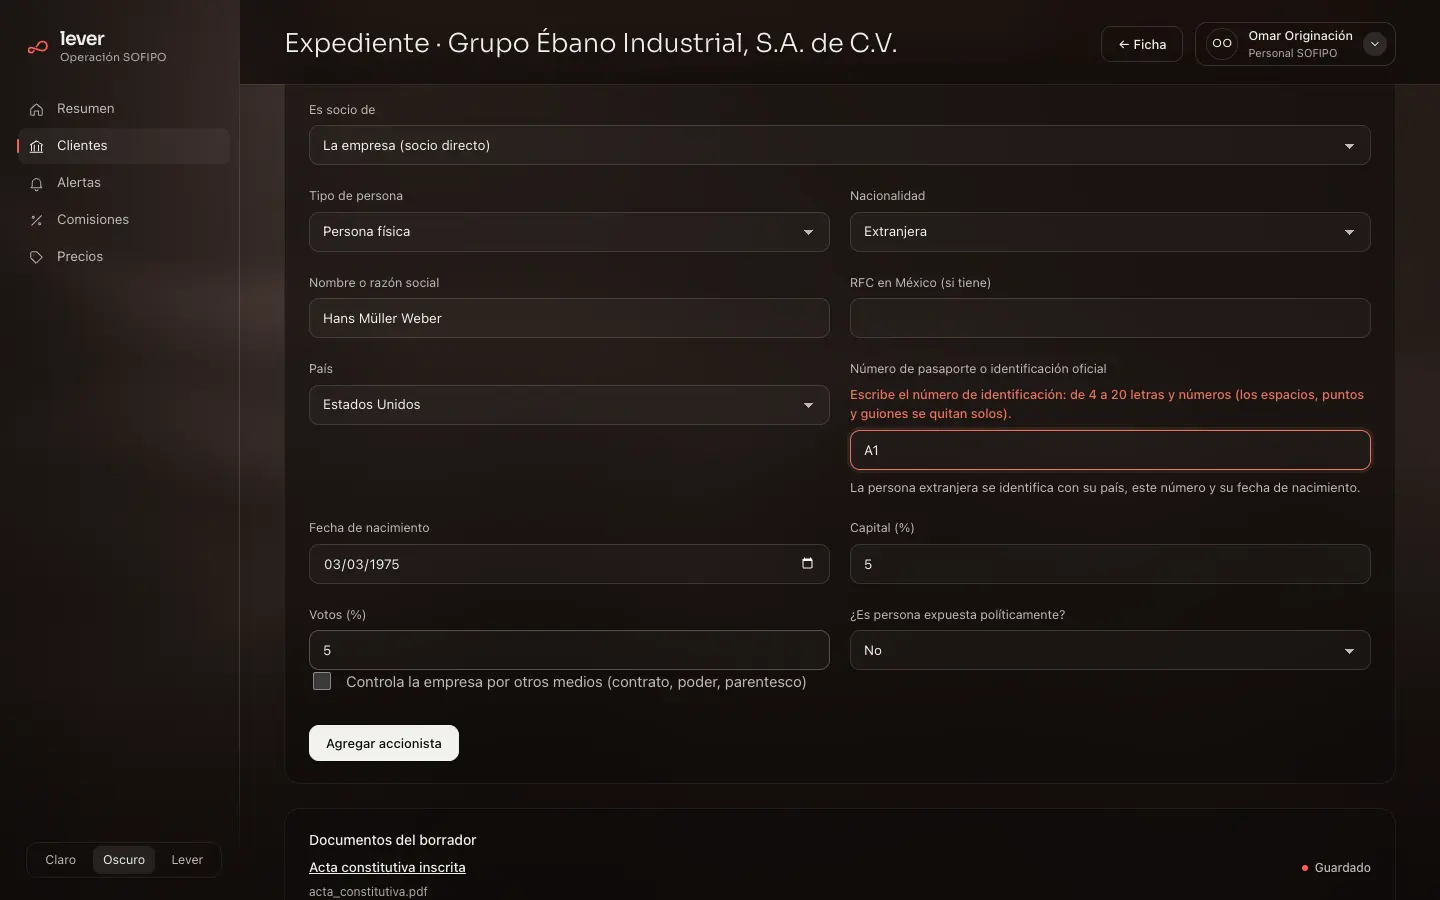 lever
Operación SOFIPO
Resumen
Clientes
Alertas
Comisiones
Precios
Claro
Oscuro
Lever
Expediente · Grupo Ébano Industrial, S.A. de C.V.
← Ficha
OO
Omar Originación
Personal SOFIPO
Es socio de
La empresa (socio directo)
Tipo de persona
Persona física
Nacionalidad
Extranjera
Nombre o razón social
Hans Müller Weber
RFC en México (si tiene)
País
Estados Unidos
Número de pasaporte o identificación oficial
Escribe el número de identificación: de 4 a 20 letras y números (los espacios, puntos
y guiones se quitan solos).
A1
La persona extranjera se identifica con su país, este número y su fecha de nacimiento.
Fecha de nacimiento
03/03/1975
Capital (%)
5
Votos (%)
5
¿Es persona expuesta políticamente?
No
Controla la empresa por otros medios (contrato, poder, parentesco)
Agregar accionista
Documentos del borrador
Acta constitutiva inscrita
Guardado
acta_constitutiva.pdf